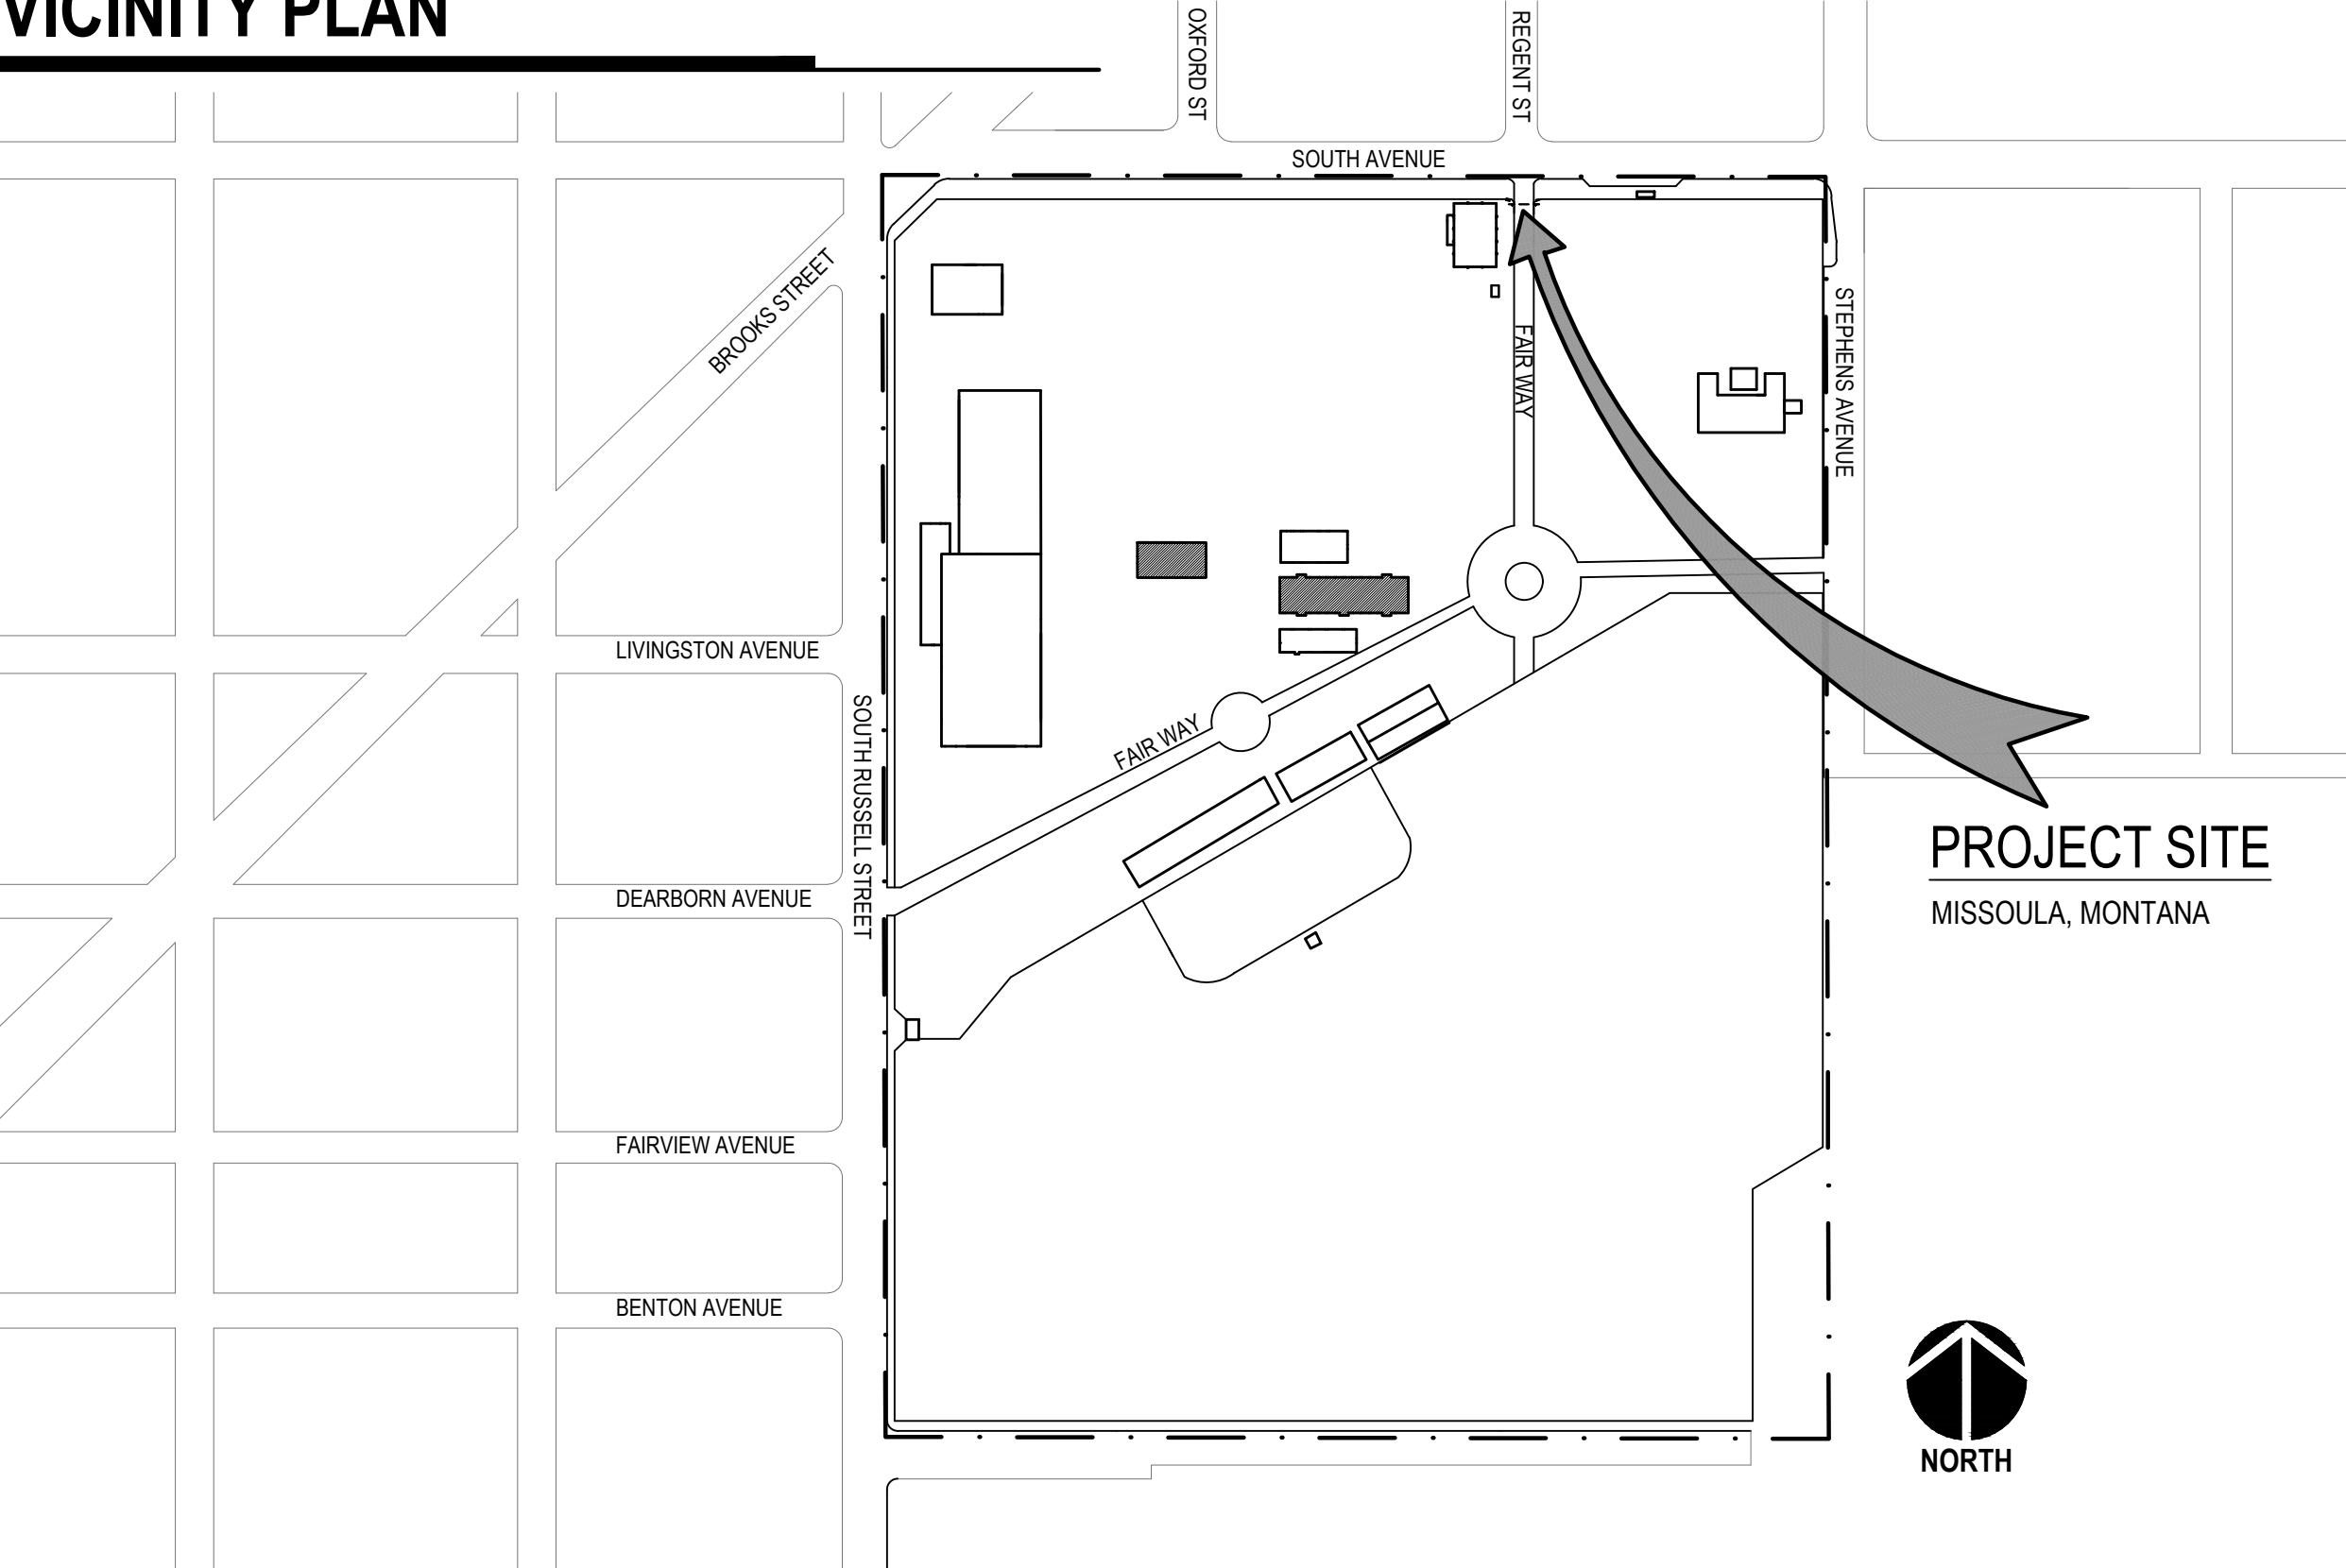 VICINITY PLAN
OXFORD ST
REGENT ST
SOUTH AVENUE
BROOKS STREET
FAIR WAY
STEPHENS AVENUE
LIVINGSTON AVENUE
SOUTH RUSSELL STREET
FAIR WAY
PROJECT SITE
MISSOULA, MONTANA
DEARBORN AVENUE
FAIRVIEW AVENUE
BENTON AVENUE
NORTH